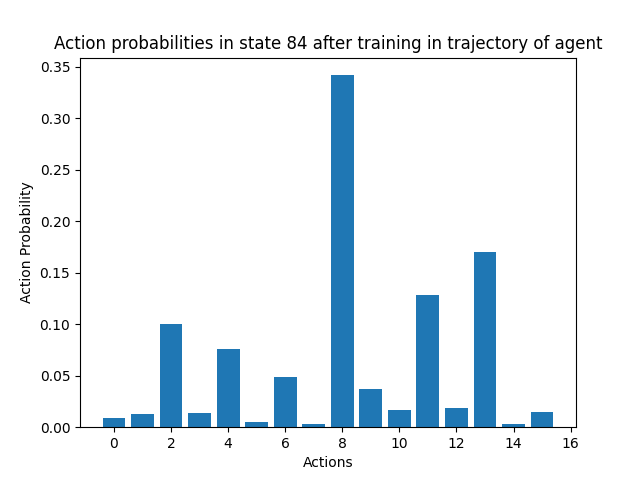 Action probabilities in state 84 after training in trajectory of agent
0.35
0.30
0.25
0.20
0.15
0.10
0.05
0.00
Action Probability
0 2 4 6 8 10 12 14 16
Actions